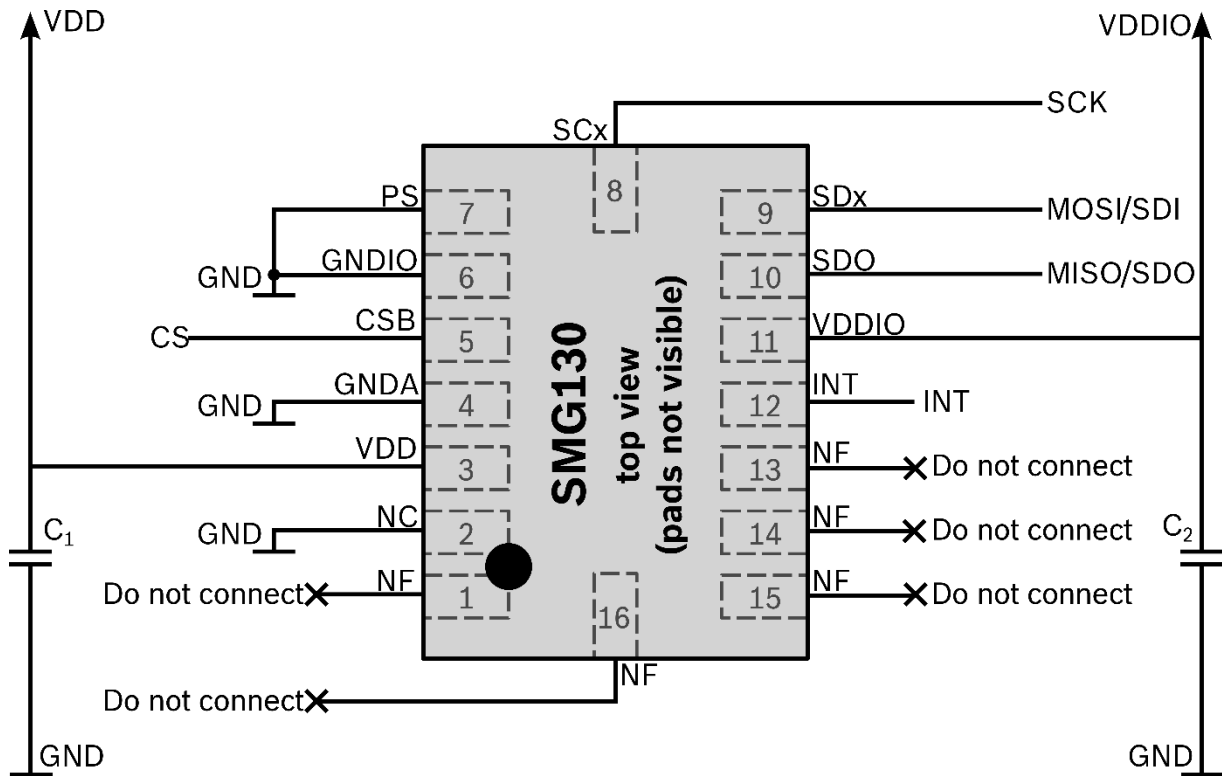 VDD
VDDIO
SCK
SCx
PS
7
8
9
SDx
MOSI/SDI
GND
GNDIO
6
10
SDO
MISO/SDO
CS
CSB
5
11
VDDIO
GND
GNDA
4
12
INT
INT
VDD
3
13
NF
Do not connect
C1
GND
NC
2
14
NF
Do not connect
C2
Do not connect
NF
1
15
NF
Do not connect
16
SMG130
top view
(pads not visible)
Do not connect
NF
GND
GND